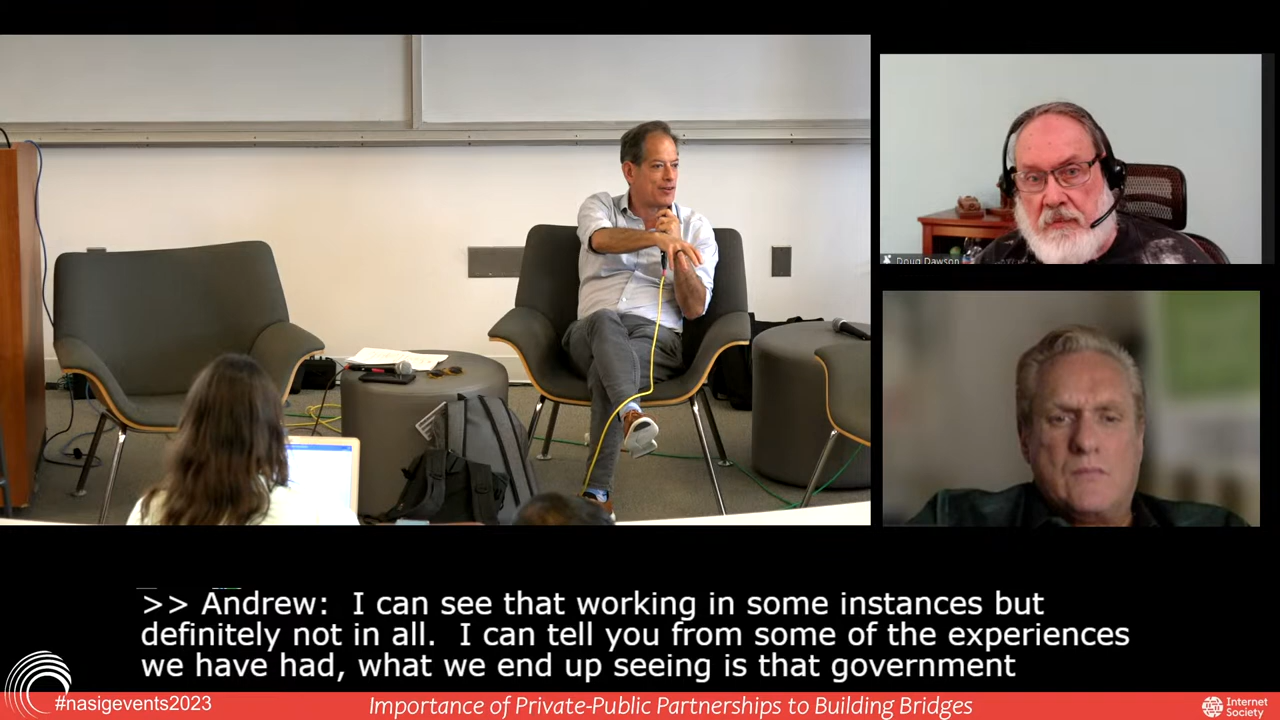 Doug Dawson
>> Andrew:  I can see that working in some instances but
definitely not in all.  I can tell you from some of the experiences
we have had, what we end up seeing is that government
#nasigevents2023
Importance of Private-Public Partnerships to Building Bridges
Internet
Society